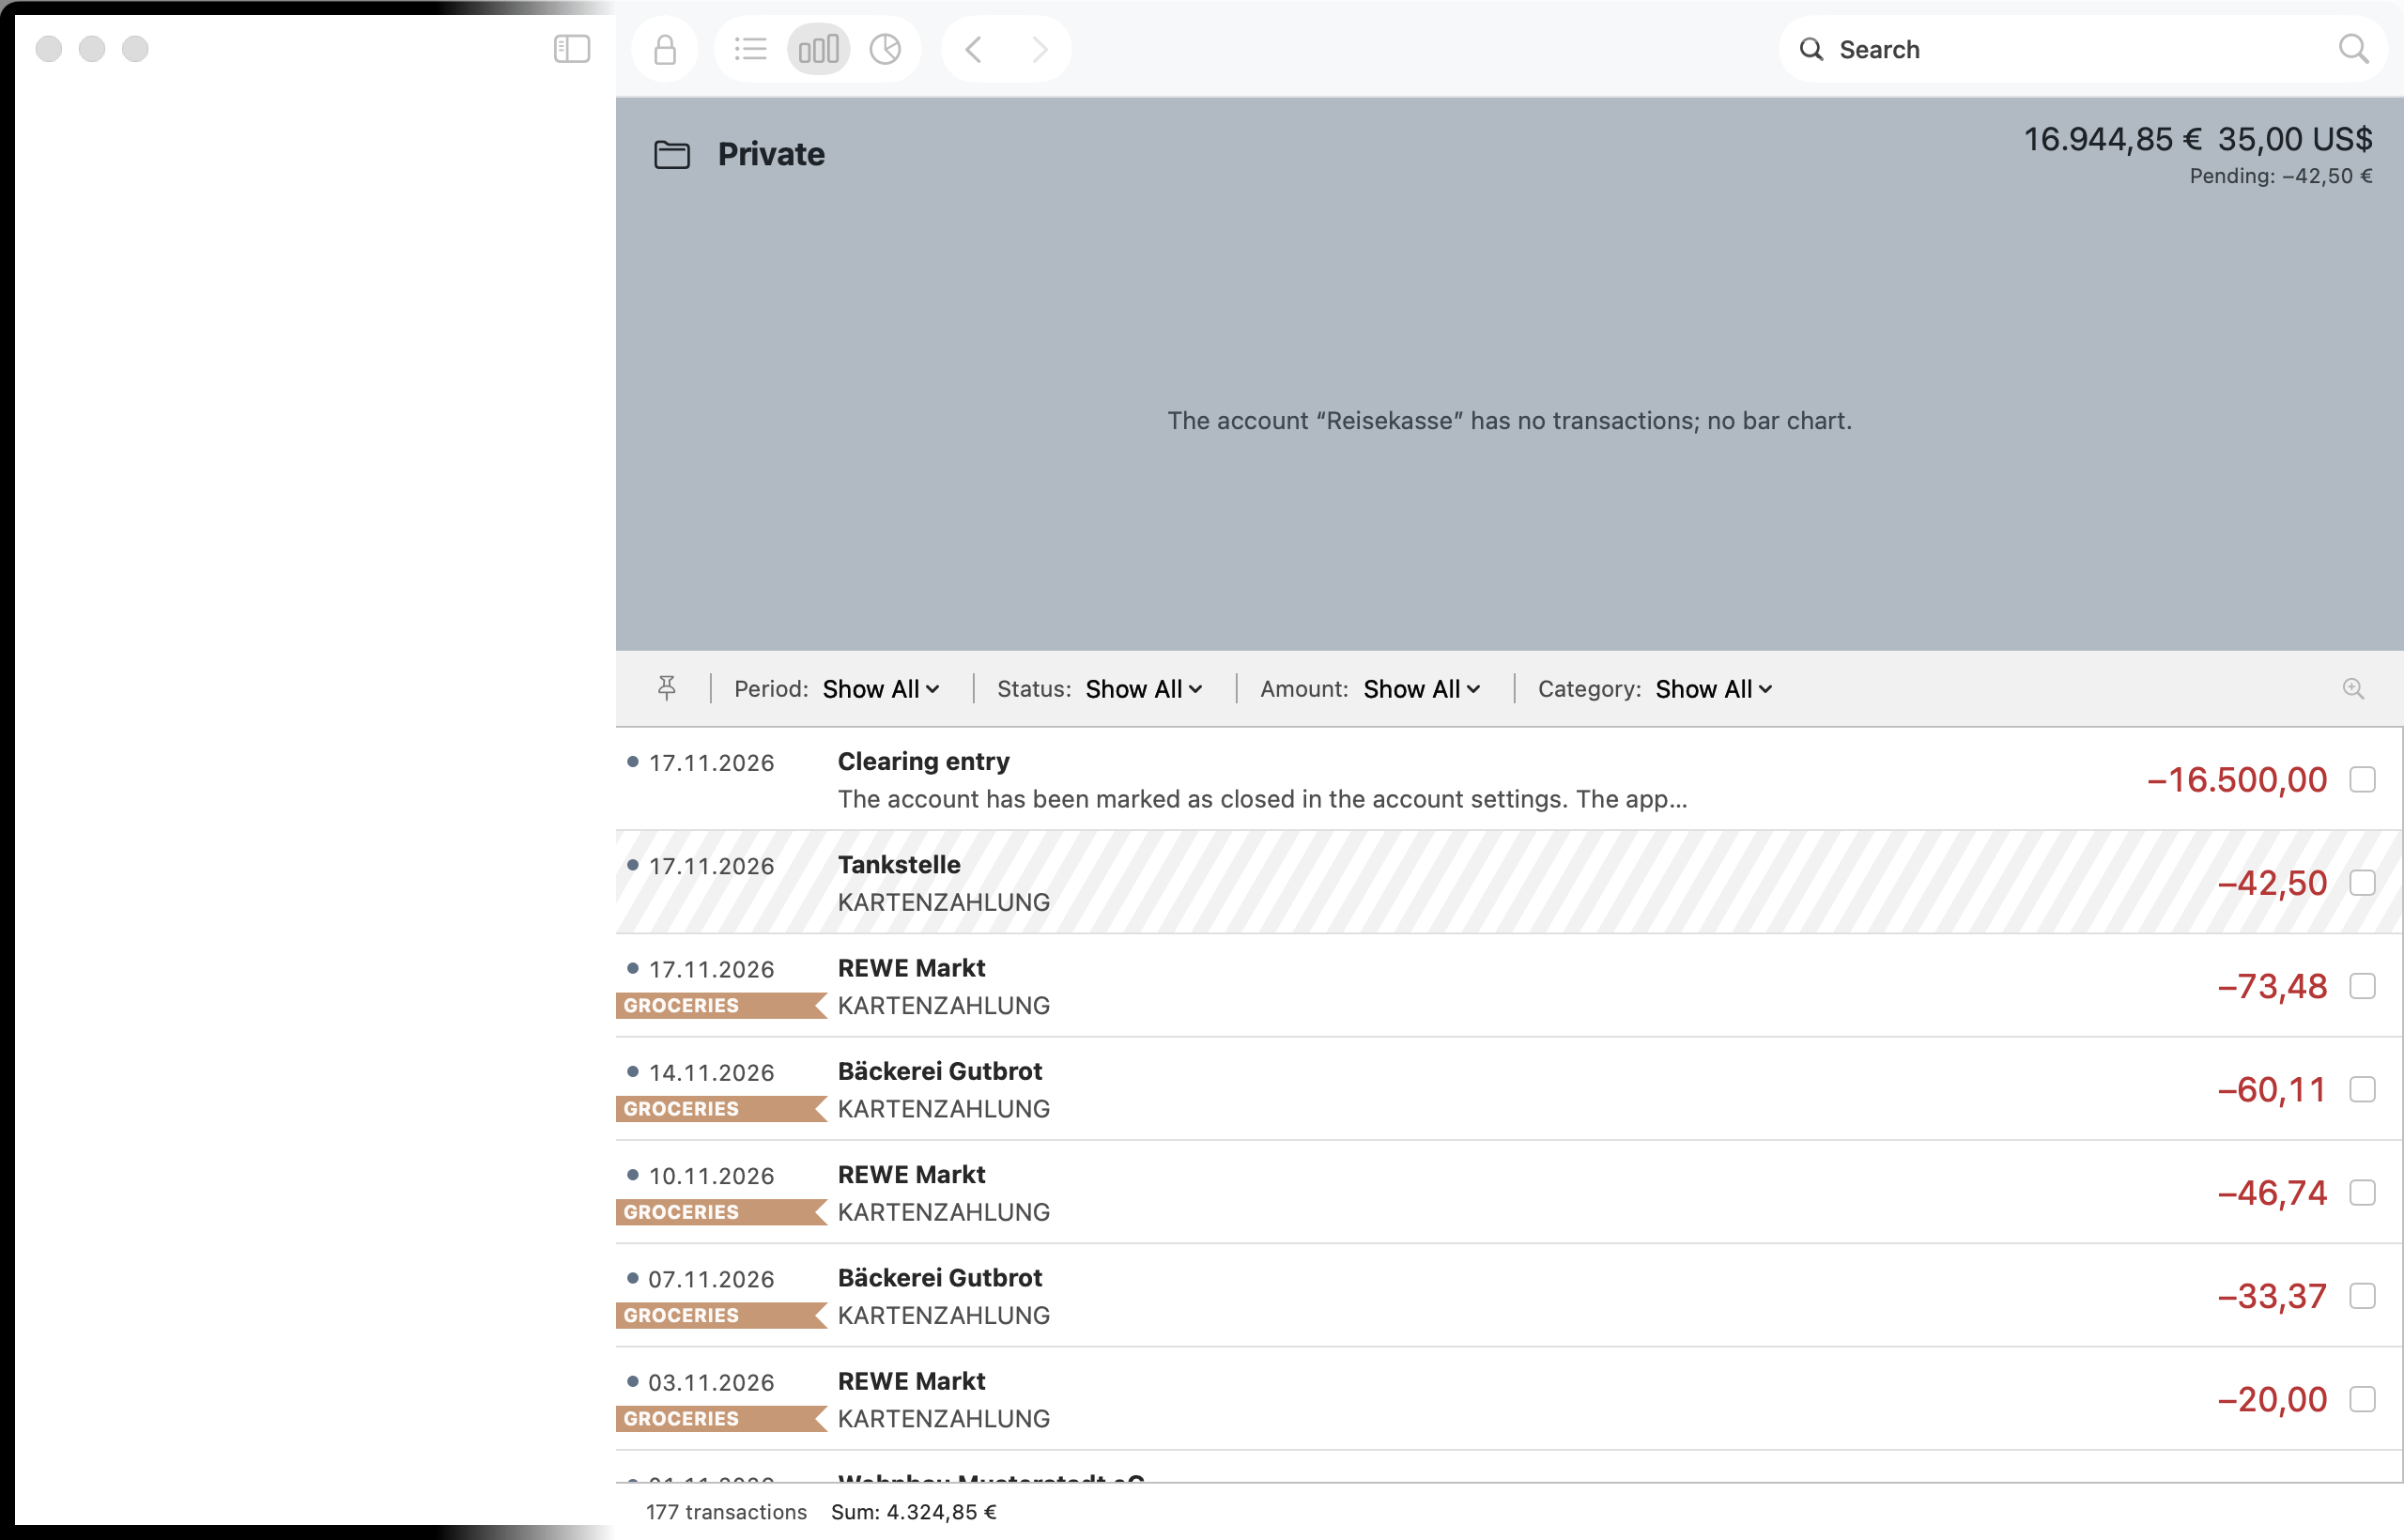 Search
Private
16.944,85 € 35,00 US$
Pending: −42,50 €
The account “Reisekasse” has no transactions; no bar chart.
Period: Show All Status: Show All Amount: Show All Category: Show All
17.11.2026 Clearing entry −16.500,00
The account has been marked as closed in the account settings. The app...
17.11.2026 Tankstelle −42,50
KARTENZAHLUNG
17.11.2026 REWE Markt −73,48
GROCERIES KARTENZAHLUNG
14.11.2026 Bäckerei Gutbrot −60,11
GROCERIES KARTENZAHLUNG
10.11.2026 REWE Markt −46,74
GROCERIES KARTENZAHLUNG
07.11.2026 Bäckerei Gutbrot −33,37
GROCERIES KARTENZAHLUNG
03.11.2026 REWE Markt −20,00
GROCERIES KARTENZAHLUNG
177 transactions Sum: 4.324,85 €